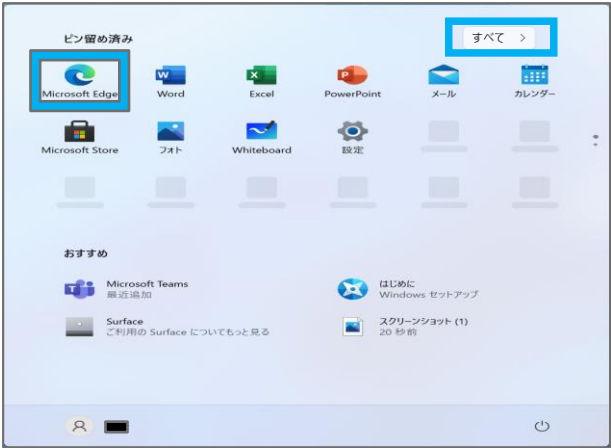 ピン留め済み
すべて >
Microsoft Edge Word Excel PowerPoint メール カレンダー
Microsoft Store フォト Whiteboard 設定
おすすめ
Microsoft Teams
最近追加
はじめに
Windows セットアップ
Surface
ご利用の Surface についてもっと見る
スクリーンショット (1)
20 秒前